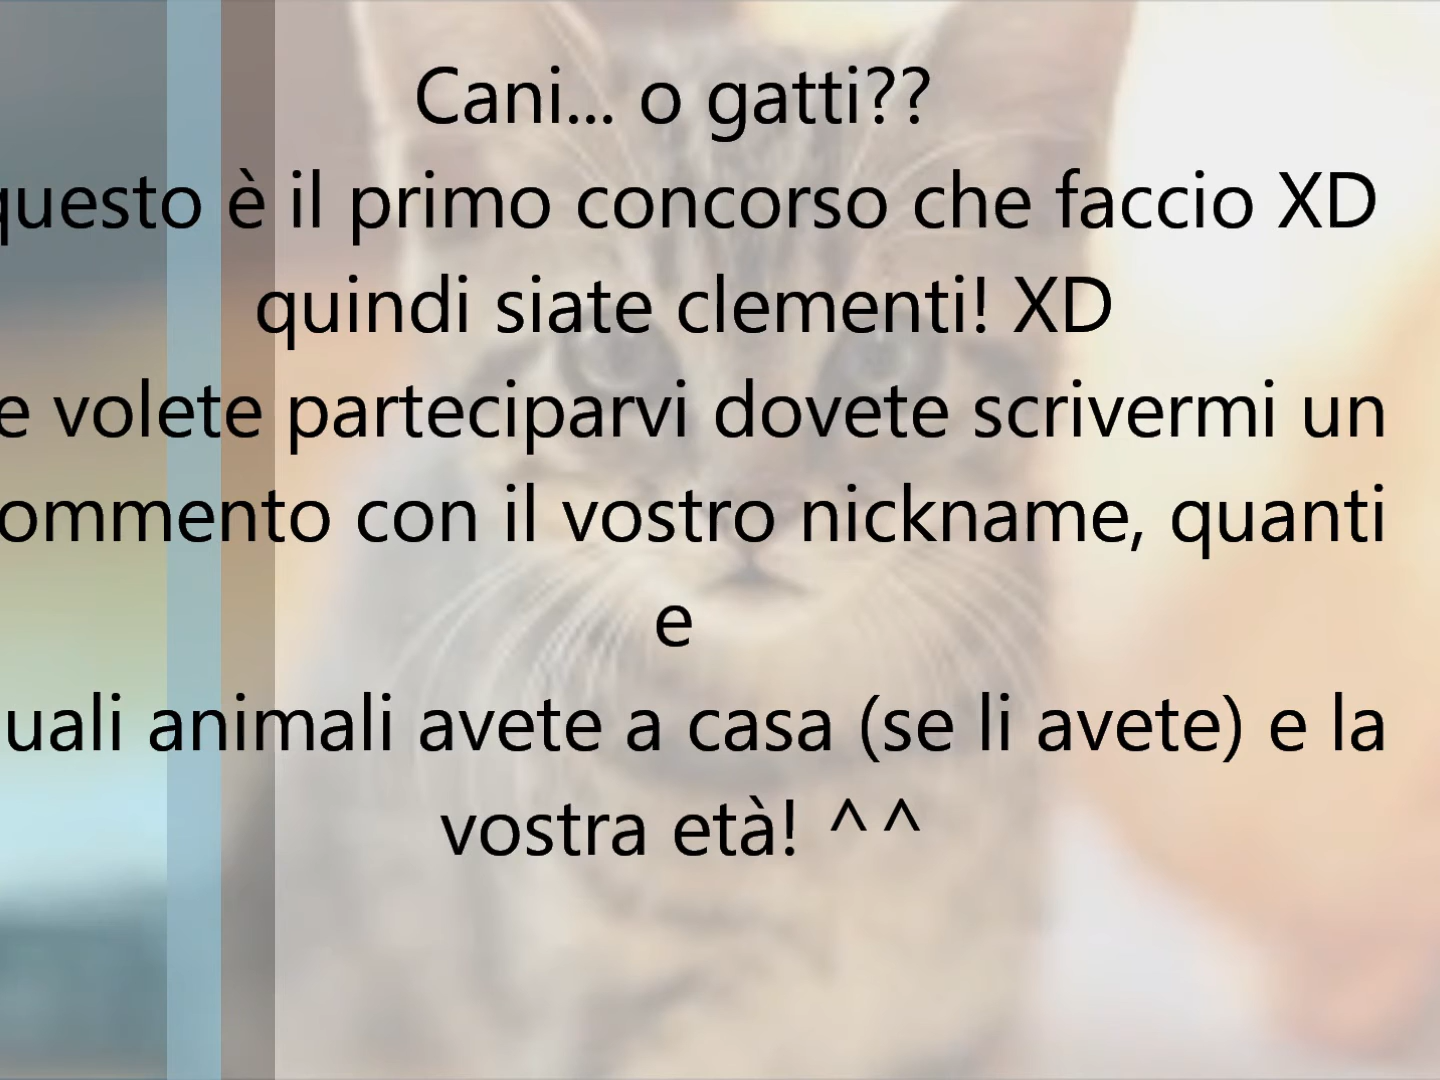 Cani... o gatti??
questo è il primo concorso che faccio XD
quindi siate clementi! XD
e volete parteciparvi dovete scrivermi un
ommento con il vostro nickname, quanti
e
uali animali avete a casa (se li avete) e la
vostra età! ^^